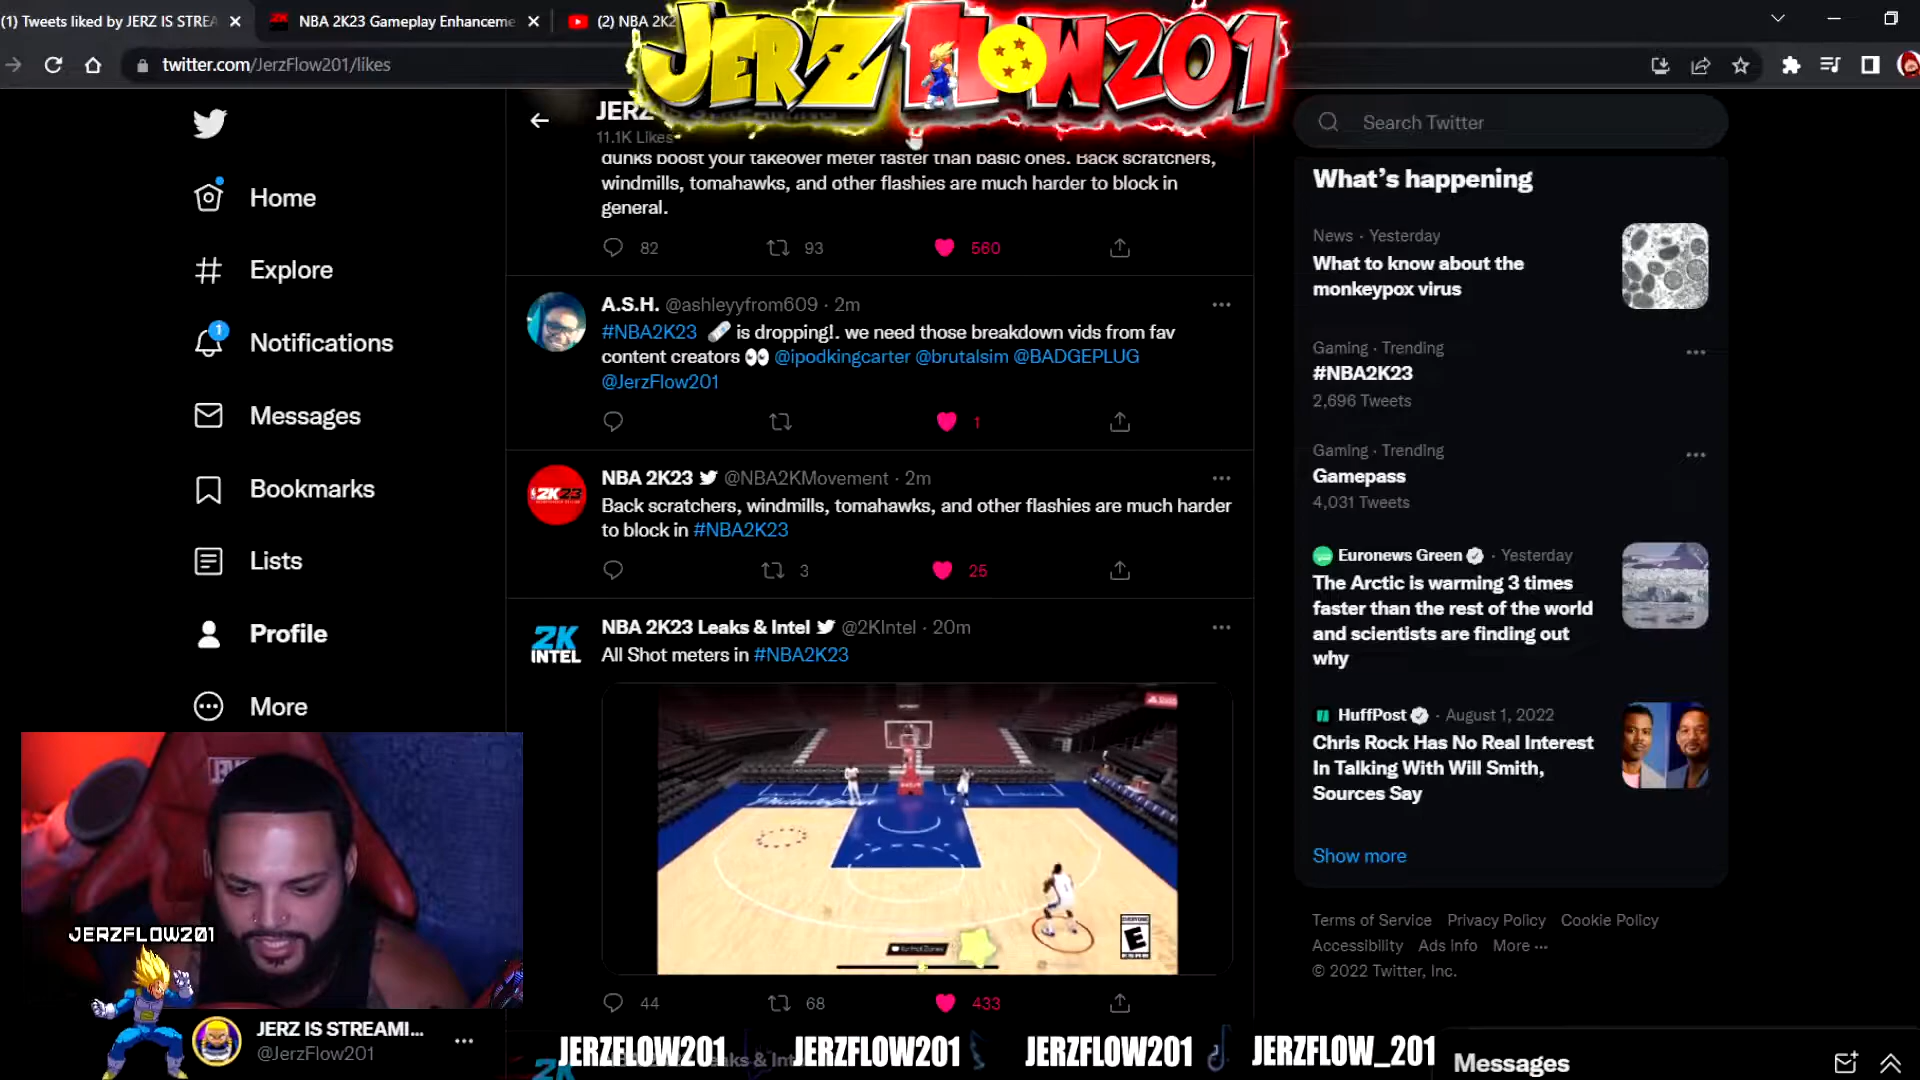 (1) Tweets liked by JERZ IS STREA
NBA 2K23 Gameplay Enhanceme
(2) NBA 2K2
twitter.com/JerzFlow201/likes
JERZFLOW201
Home
Explore
1
Notifications
Messages
Bookmarks
Lists
Profile
More
JERZFLOW201
JERZ IS STREAMI...
@JerzFlow201
JERZ IS STREAMING
11.1K Likes
dunks boost your takeover meter faster than basic ones. Back scratchers,
windmills, tomahawks, and other flashies are much harder to block in
general.
82 93 560
A.S.H. @ashleyyfrom609 · 2m
#NBA2K23 is dropping!. we need those breakdown vids from fav
content creators 👀 @ipodkingcarter @brutalsim @BADGEPLUG
@JerzFlow201
1
2K23
NBA 2K23 @NBA2KMovement · 2m
Back scratchers, windmills, tomahawks, and other flashies are much harder
to block in #NBA2K23
3 25
2K
INTEL
NBA 2K23 Leaks & Intel @2KIntel · 20m
All Shot meters in #NBA2K23
Philadelphia
EVERYONE
E
ESRB
44 68 433
2K
JERZFLOW201
JERZFLOW201
JERZFLOW201
JERZFLOW_201
Search Twitter
What's happening
News · Yesterday
What to know about the
monkeypox virus
Gaming · Trending
#NBA2K23
2,696 Tweets
Gaming · Trending
Gamepass
4,031 Tweets
Euronews Green · Yesterday
The Arctic is warming 3 times
faster than the rest of the world
and scientists are finding out
why
HuffPost · August 1, 2022
Chris Rock Has No Real Interest
In Talking With Will Smith,
Sources Say
Show more
Terms of Service Privacy Policy Cookie Policy
Accessibility Ads info More ···
© 2022 Twitter, Inc.
Messages